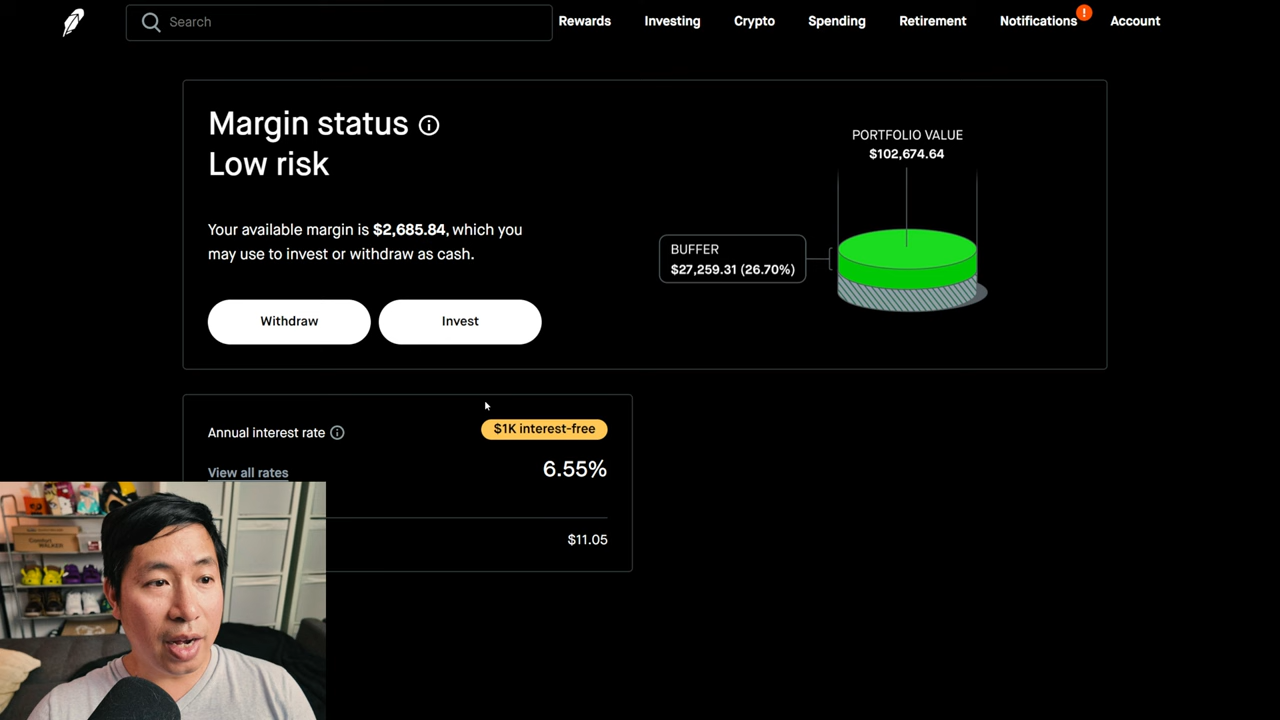 Search
Rewards
Investing
Crypto
Spending
Retirement
Notifications
!
Account
Margin status
Low risk
Your available margin is $2,685.84, which you
may use to invest or withdraw as cash.
Withdraw
Invest
PORTFOLIO VALUE
$102,674.64
BUFFER
$27,259.31 (26.70%)
Annual interest rate
$1K interest-free
View all rates
6.55%
$11.05
Comfort
WALKER